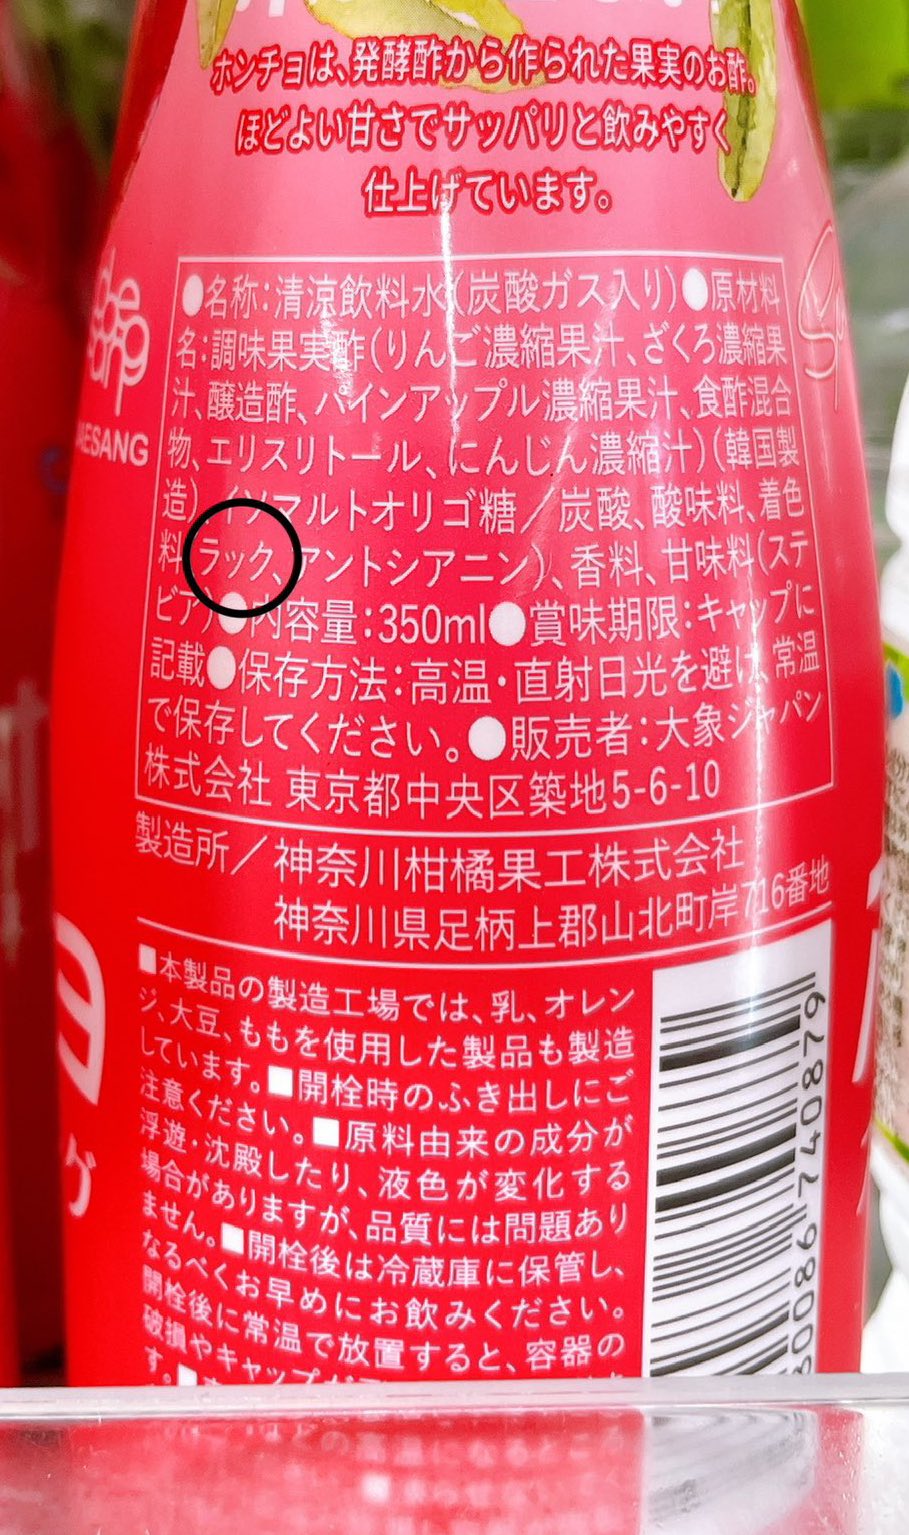 ホンチョは、発酵酢から作られた果実のお酢。
ほどよい甘さでサッパリと飲みやすく
仕上げています。
●名称：清涼飲料水（炭酸ガス入り）●原材料
名：調味果実酢（りんご濃縮果汁、ざくろ濃縮果
汁、醸造酢、パインアップル濃縮果汁、食酢混合
物、エリスリトール、にんじん濃縮汁）（韓国製
造）、イソマルトオリゴ糖／炭酸、酸味料、着色
料（ラック、アントシアニン）、香料、甘味料（ステ
ビア）●内容量：350ml●賞味期限：キャップに
記載●保存方法：高温・直射日光を避け、常温
で保存してください。●販売者：大象ジャパン
株式会社 東京都中央区築地5-6-10
製造所／神奈川柑橘果工株式会社
神奈川県足柄上郡山北町岸716番地
■本製品の製造工場では、乳、オレン
ジ、大豆、ももを使用した製品も製造
しています。■開栓時のふき出しにご
注意ください。■原料由来の成分が
浮遊・沈殿したり、液色が変化する
場合がありますが、品質には問題あり
ません。■開栓後は冷蔵庫に保管し、
なるべくお早めにお飲みください。
開栓後に常温で放置すると、容器の
破損やキャップが
す。■
AESANG
ヨ
グ
80086740879